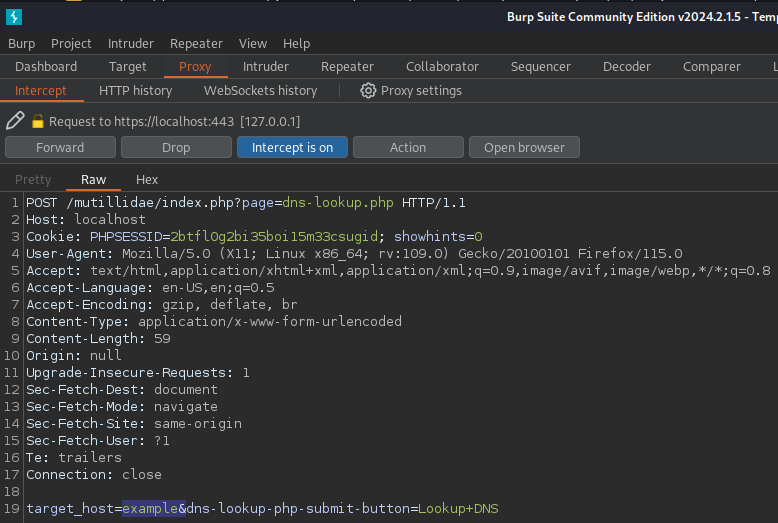 Burp Suite Community Edition v2024.2.1.5 - Temp
Burp Project Intruder Repeater View Help
Dashboard Target Proxy Intruder Repeater Collaborator Sequencer Decoder Comparer L
Intercept HTTP history WebSockets history Proxy settings
Request to https://localhost:443 [127.0.0.1]
Forward Drop Intercept is on Action Open browser
Pretty Raw Hex
1 POST /mutillidae/index.php?page=dns-lookup.php HTTP/1.1
2 Host: localhost
3 Cookie: PHPSESSID=2btfl0g2bi35boi15m33csugid; showhints=0
4 User-Agent: Mozilla/5.0 (X11; Linux x86_64; rv:109.0) Gecko/20100101 Firefox/115.0
5 Accept: text/html,application/xhtml+xml,application/xml;q=0.9,image/avif,image/webp,*/*;q=0.8
6 Accept-Language: en-US,en;q=0.5
7 Accept-Encoding: gzip, deflate, br
8 Content-Type: application/x-www-form-urlencoded
9 Content-Length: 59
10 Origin: null
11 Upgrade-Insecure-Requests: 1
12 Sec-Fetch-Dest: document
13 Sec-Fetch-Mode: navigate
14 Sec-Fetch-Site: same-origin
15 Sec-Fetch-User: ?1
16 Te: trailers
17 Connection: close
18
19 target_host=example&dns-lookup-php-submit-button=Lookup+DNS